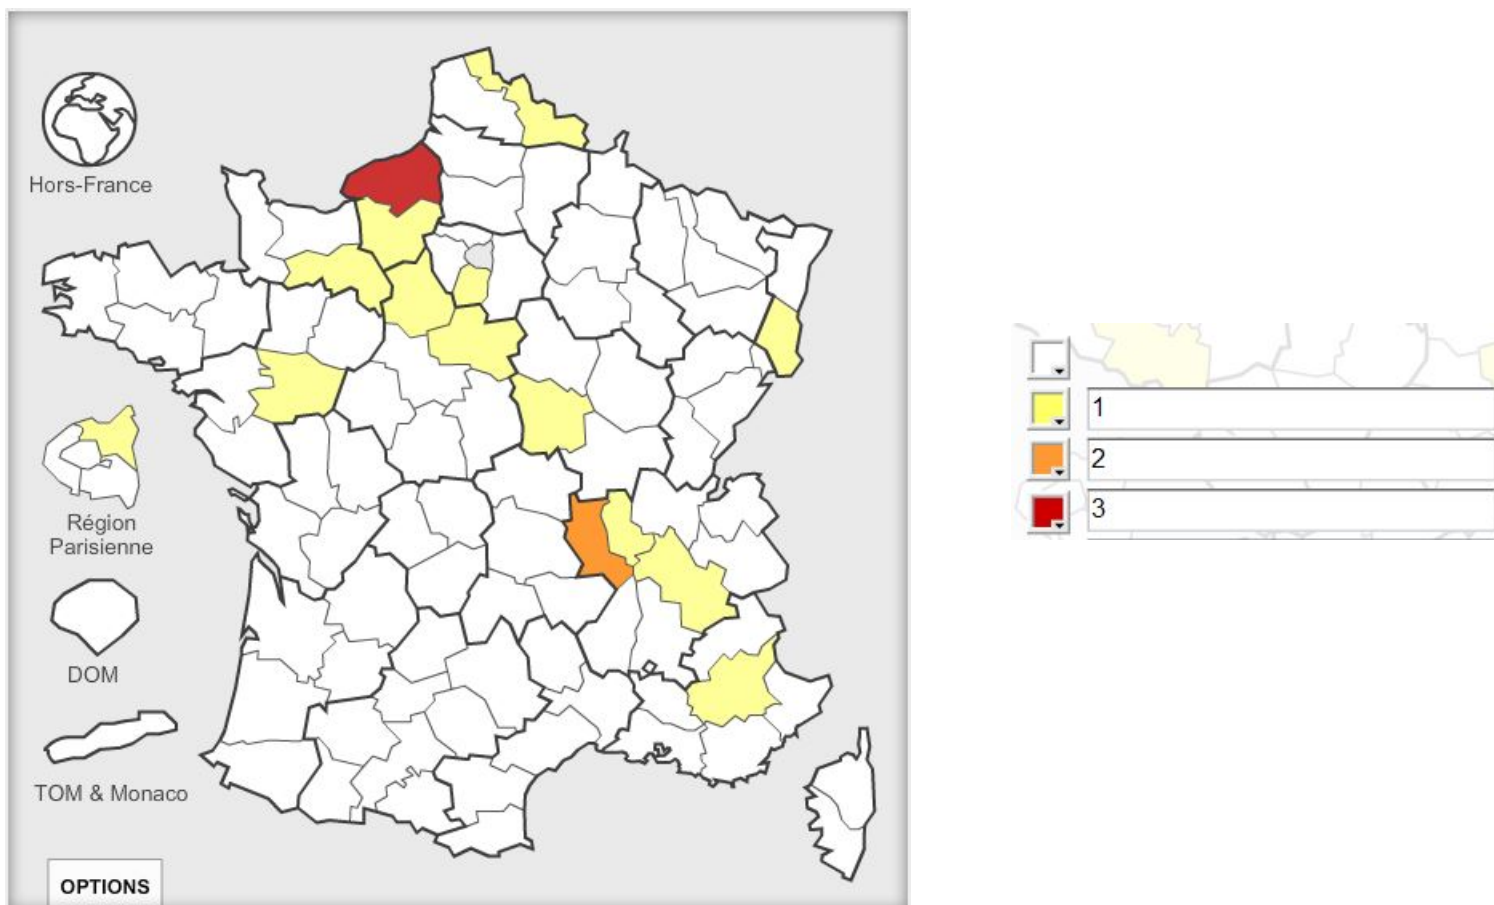 Hors-France
Région
Parisienne
DOM
TOM & Monaco
OPTIONS
1
2
3